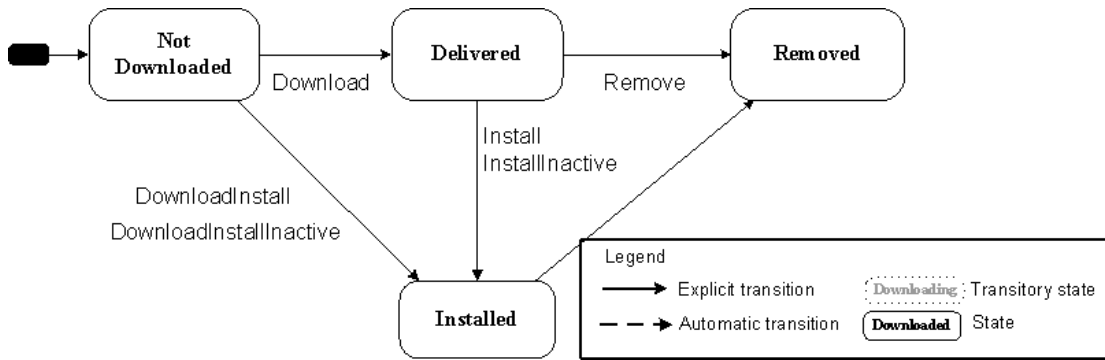 Not
Downloaded
Delivered
Removed
Download
Remove
Install
InstallInactive
DownloadInstall
DownloadInstallInactive
Installed
Legend
Explicit transition
Automatic transition
Downloading
Transitory state
Downloaded
State